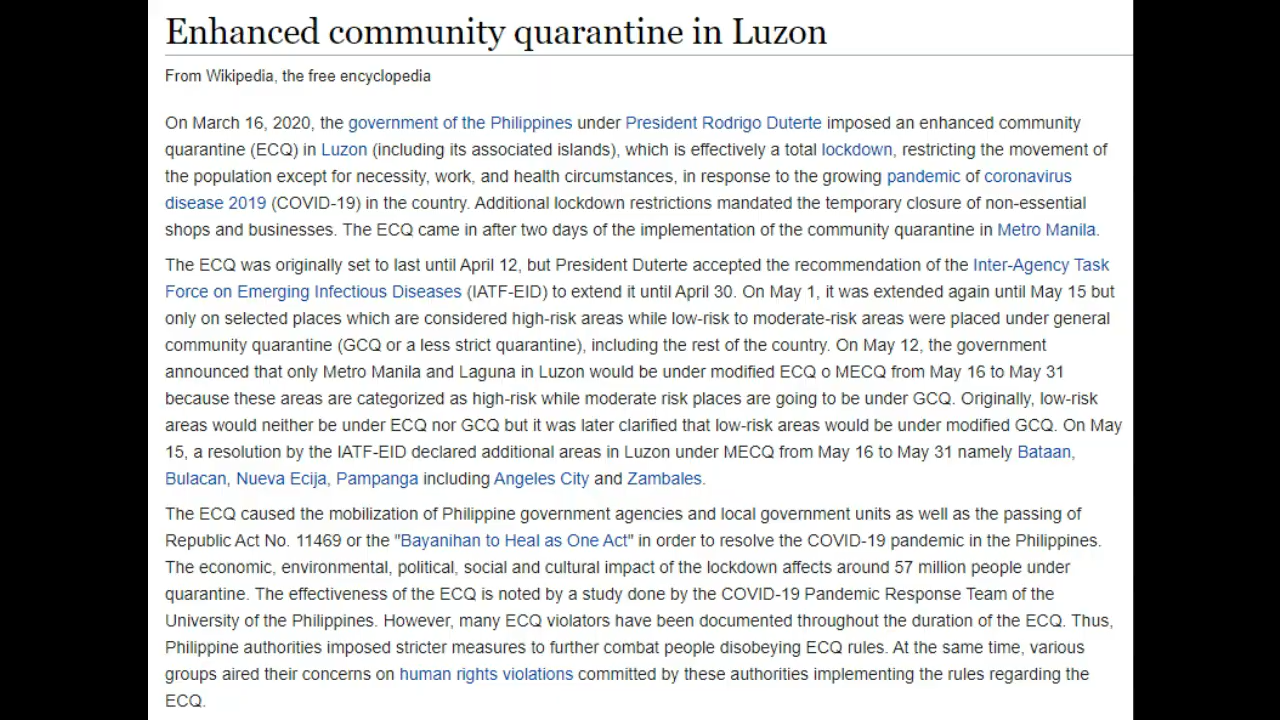 Enhanced community quarantine in Luzon
From Wikipedia, the free encyclopedia
On March 16, 2020, the government of the Philippines under President Rodrigo Duterte imposed an enhanced community
quarantine (ECQ) in Luzon (including its associated islands), which is effectively a total lockdown, restricting the movement of
the population except for necessity, work, and health circumstances, in response to the growing pandemic of coronavirus
disease 2019 (COVID-19) in the country. Additional lockdown restrictions mandated the temporary closure of non-essential
shops and businesses. The ECQ came in after two days of the implementation of the community quarantine in Metro Manila.
The ECQ was originally set to last until April 12, but President Duterte accepted the recommendation of the Inter-Agency Task
Force on Emerging Infectious Diseases (IATF-EID) to extend it until April 30. On May 1, it was extended again until May 15 but
only on selected places which are considered high-risk areas while low-risk to moderate-risk areas were placed under general
community quarantine (GCQ or a less strict quarantine), including the rest of the country. On May 12, the government
announced that only Metro Manila and Laguna in Luzon would be under modified ECQ o MECQ from May 16 to May 31
because these areas are categorized as high-risk while moderate risk places are going to be under GCQ. Originally, low-risk
areas would neither be under ECQ nor GCQ but it was later clarified that low-risk areas would be under modified GCQ. On May
15, a resolution by the IATF-EID declared additional areas in Luzon under MECQ from May 16 to May 31 namely Bataan,
Bulacan, Nueva Ecija, Pampanga including Angeles City and Zambales.
The ECQ caused the mobilization of Philippine government agencies and local government units as well as the passing of
Republic Act No. 11469 or the "Bayanihan to Heal as One Act" in order to resolve the COVID-19 pandemic in the Philippines.
The economic, environmental, political, social and cultural impact of the lockdown affects around 57 million people under
quarantine. The effectiveness of the ECQ is noted by a study done by the COVID-19 Pandemic Response Team of the
University of the Philippines. However, many ECQ violators have been documented throughout the duration of the ECQ. Thus,
Philippine authorities imposed stricter measures to further combat people disobeying ECQ rules. At the same time, various
groups aired their concerns on human rights violations committed by these authorities implementing the rules regarding the
ECQ.